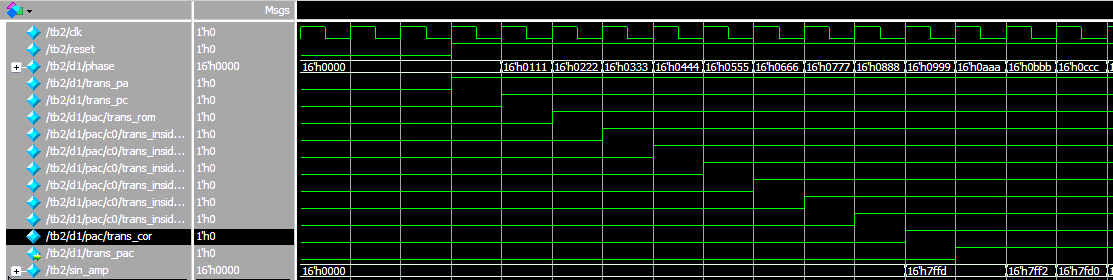 Msgs
/tb2/clk 1'h0
/tb2/reset 1'h0
/tb2/d1/phase 16'h0000 16'h0000 16'h0111 16'h0222 16'h0333 16'h0444 16'h0555 16'h0666 16'h0777 16'h0888 16'h0999 16'h0aaa 16'h0bbb 16'h0ccc
/tb2/d1/trans_pa 1'h0
/tb2/d1/trans_pc 1'h0
/tb2/d1/pac/trans_rom 1'h0
/tb2/d1/pac/c0/trans_insid... 1'h0
/tb2/d1/pac/c0/trans_insid... 1'h0
/tb2/d1/pac/c0/trans_insid... 1'h0
/tb2/d1/pac/c0/trans_insid... 1'h0
/tb2/d1/pac/c0/trans_insid... 1'h0
/tb2/d1/pac/c0/trans_insid... 1'h0
/tb2/d1/pac/trans_cor 1'h0
/tb2/d1/trans_pac 1'h0
/tb2/sin_amp 16'h0000 16'h0000 16'h7ffd 16'h7ff2 16'h7fd0